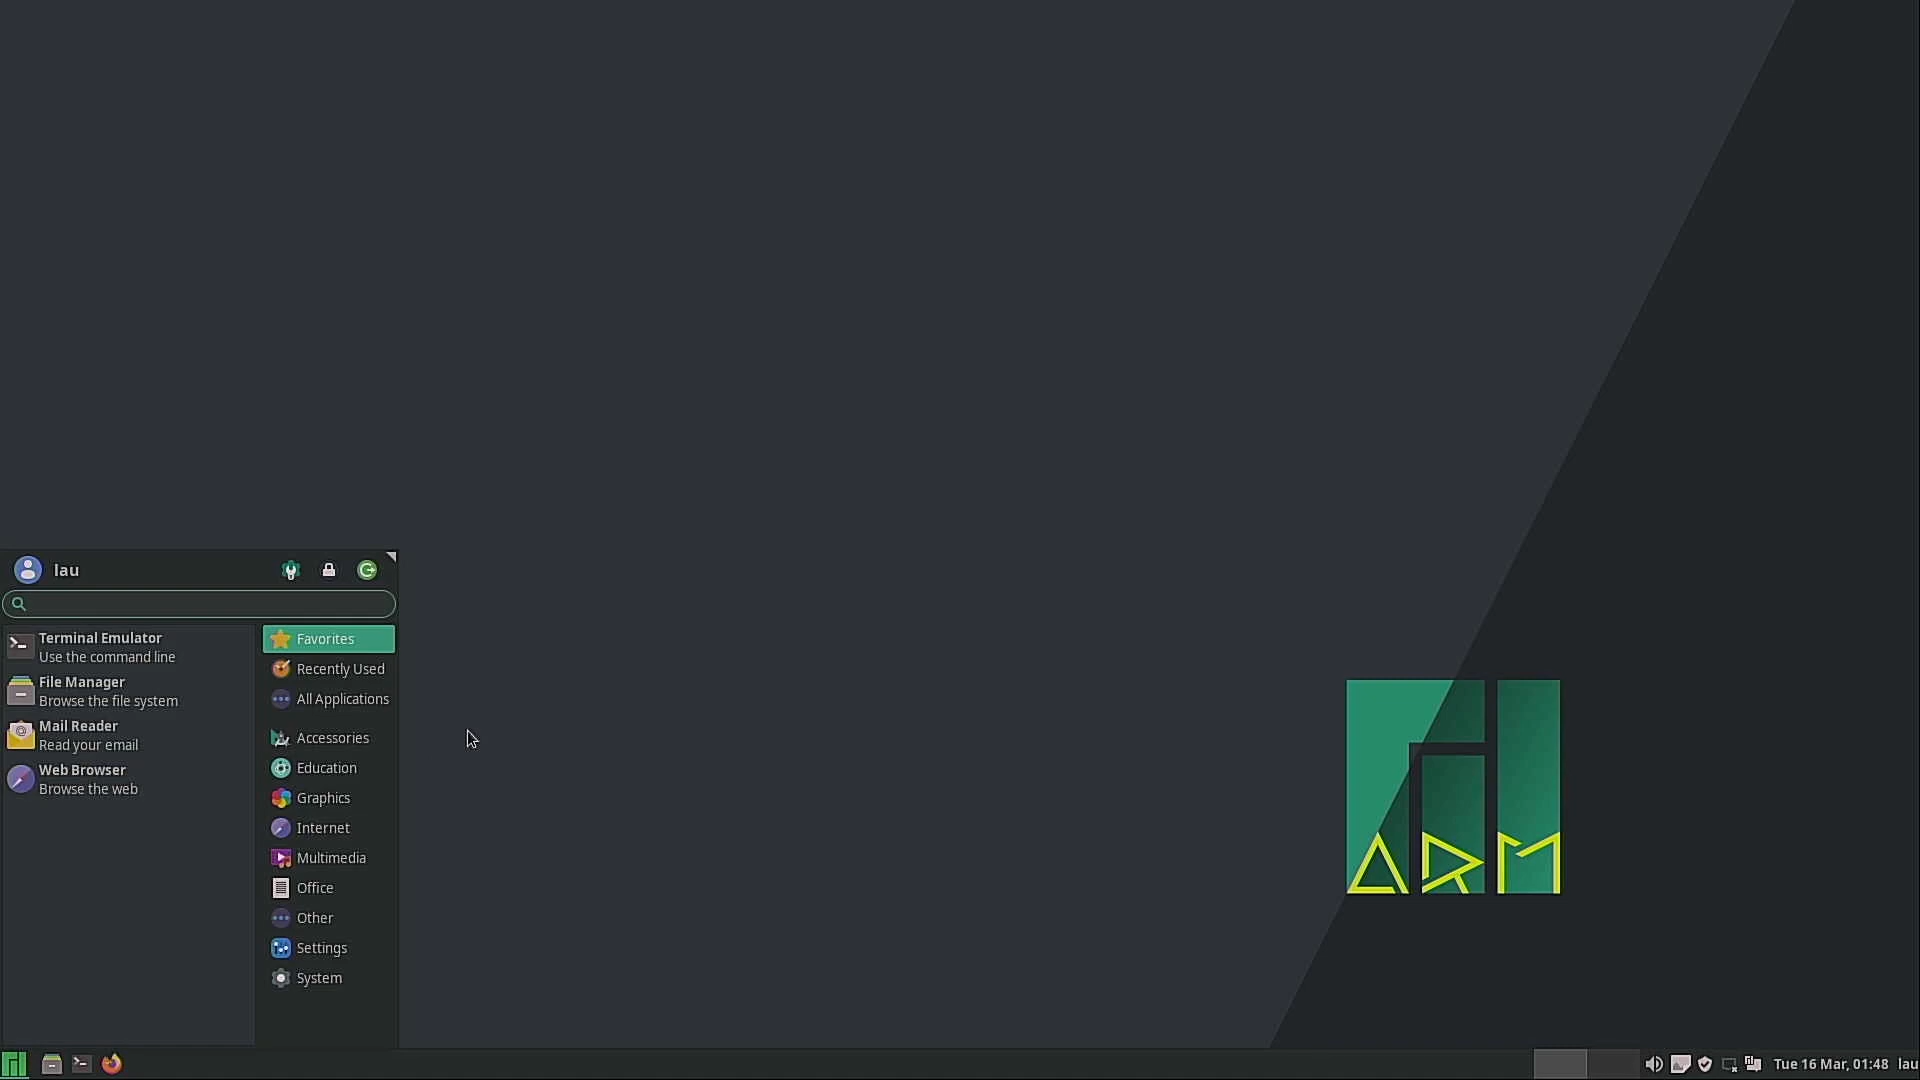 lau
Terminal Emulator
Use the command line
File Manager
Browse the file system
Mail Reader
Read your email
Web Browser
Browse the web
Favorites
Recently Used
All Applications
Accessories
Education
Graphics
Internet
Multimedia
Office
Other
Settings
System
ARM
Tue 16 Mar, 01:48 lau